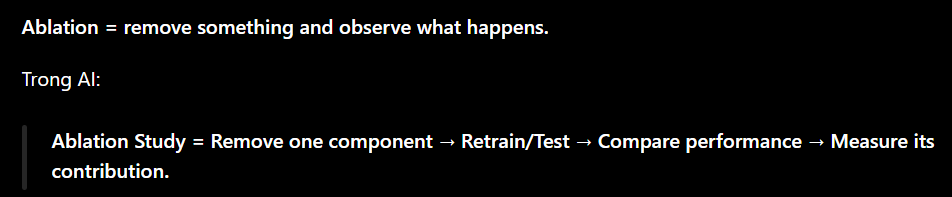 Ablation = remove something and observe what happens.
Trong AI:
Ablation Study = Remove one component → Retrain/Test → Compare performance → Measure its
contribution.